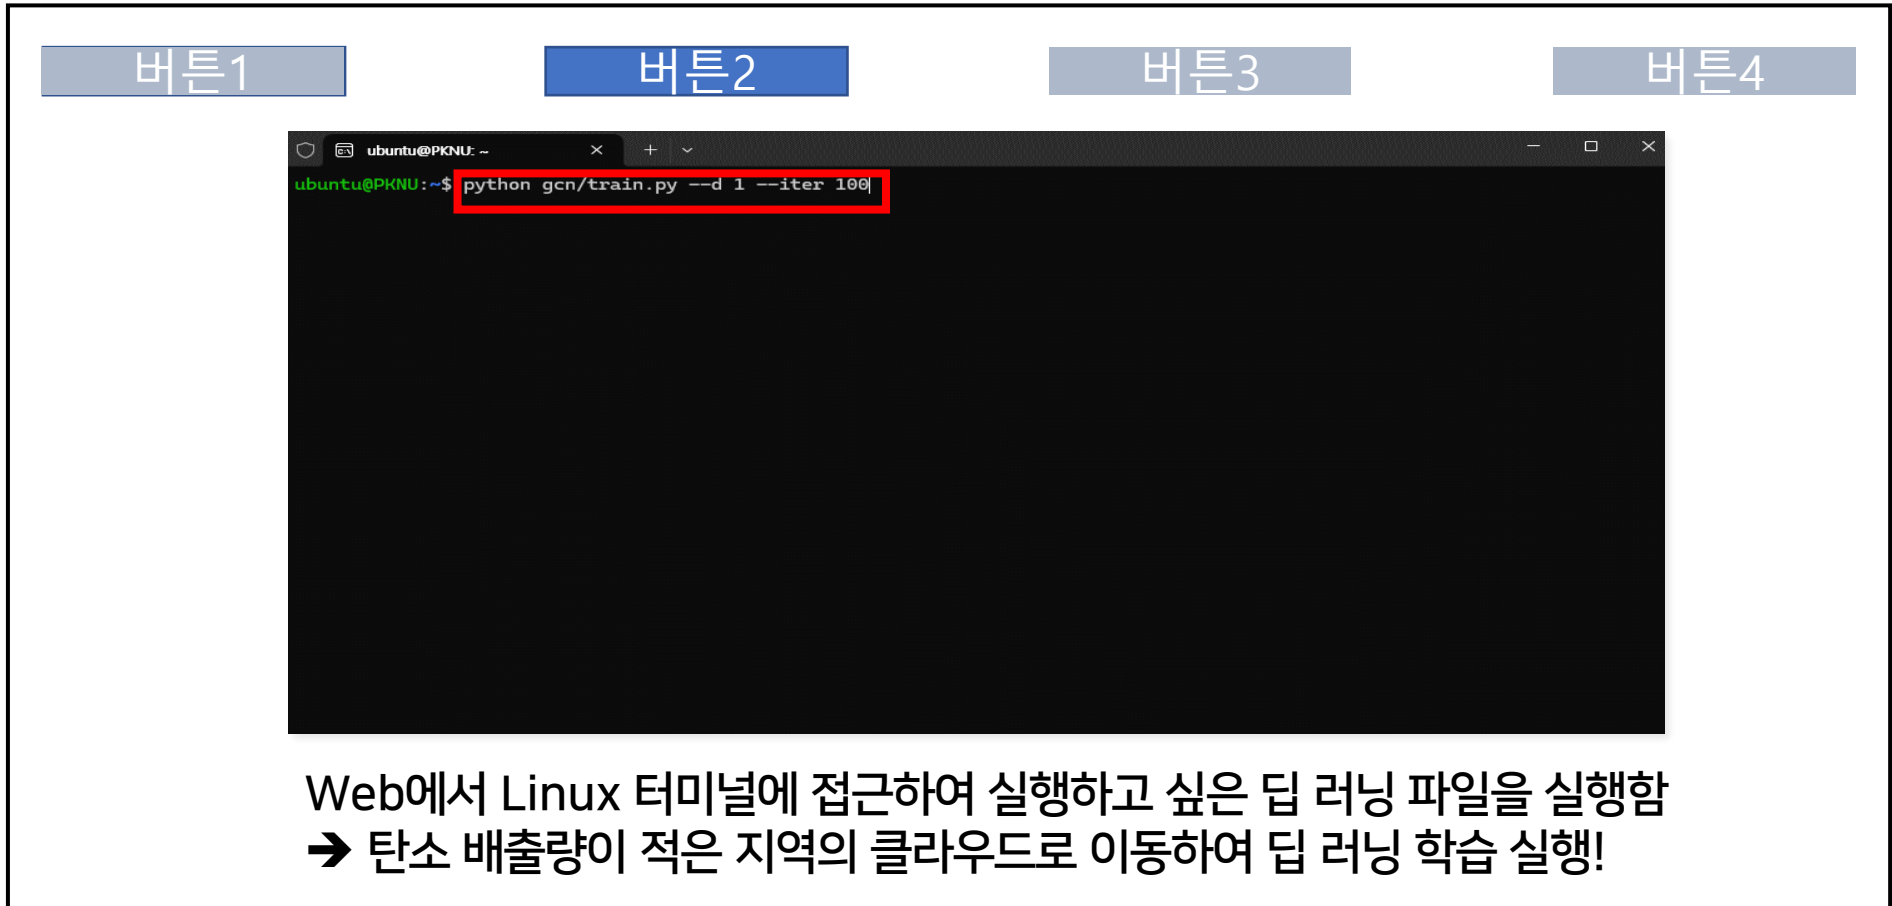 버튼1
버튼2
버튼3
버튼4
ubuntu@PKNU: ~
ubuntu@PKNU:~$ python gcn/train.py --d 1 --iter 100
Web에서 Linux 터미널에 접근하여 실행하고 싶은 딥 러닝 파일을 실행함
➔ 탄소 배출량이 적은 지역의 클라우드로 이동하여 딥 러닝 학습 실행!